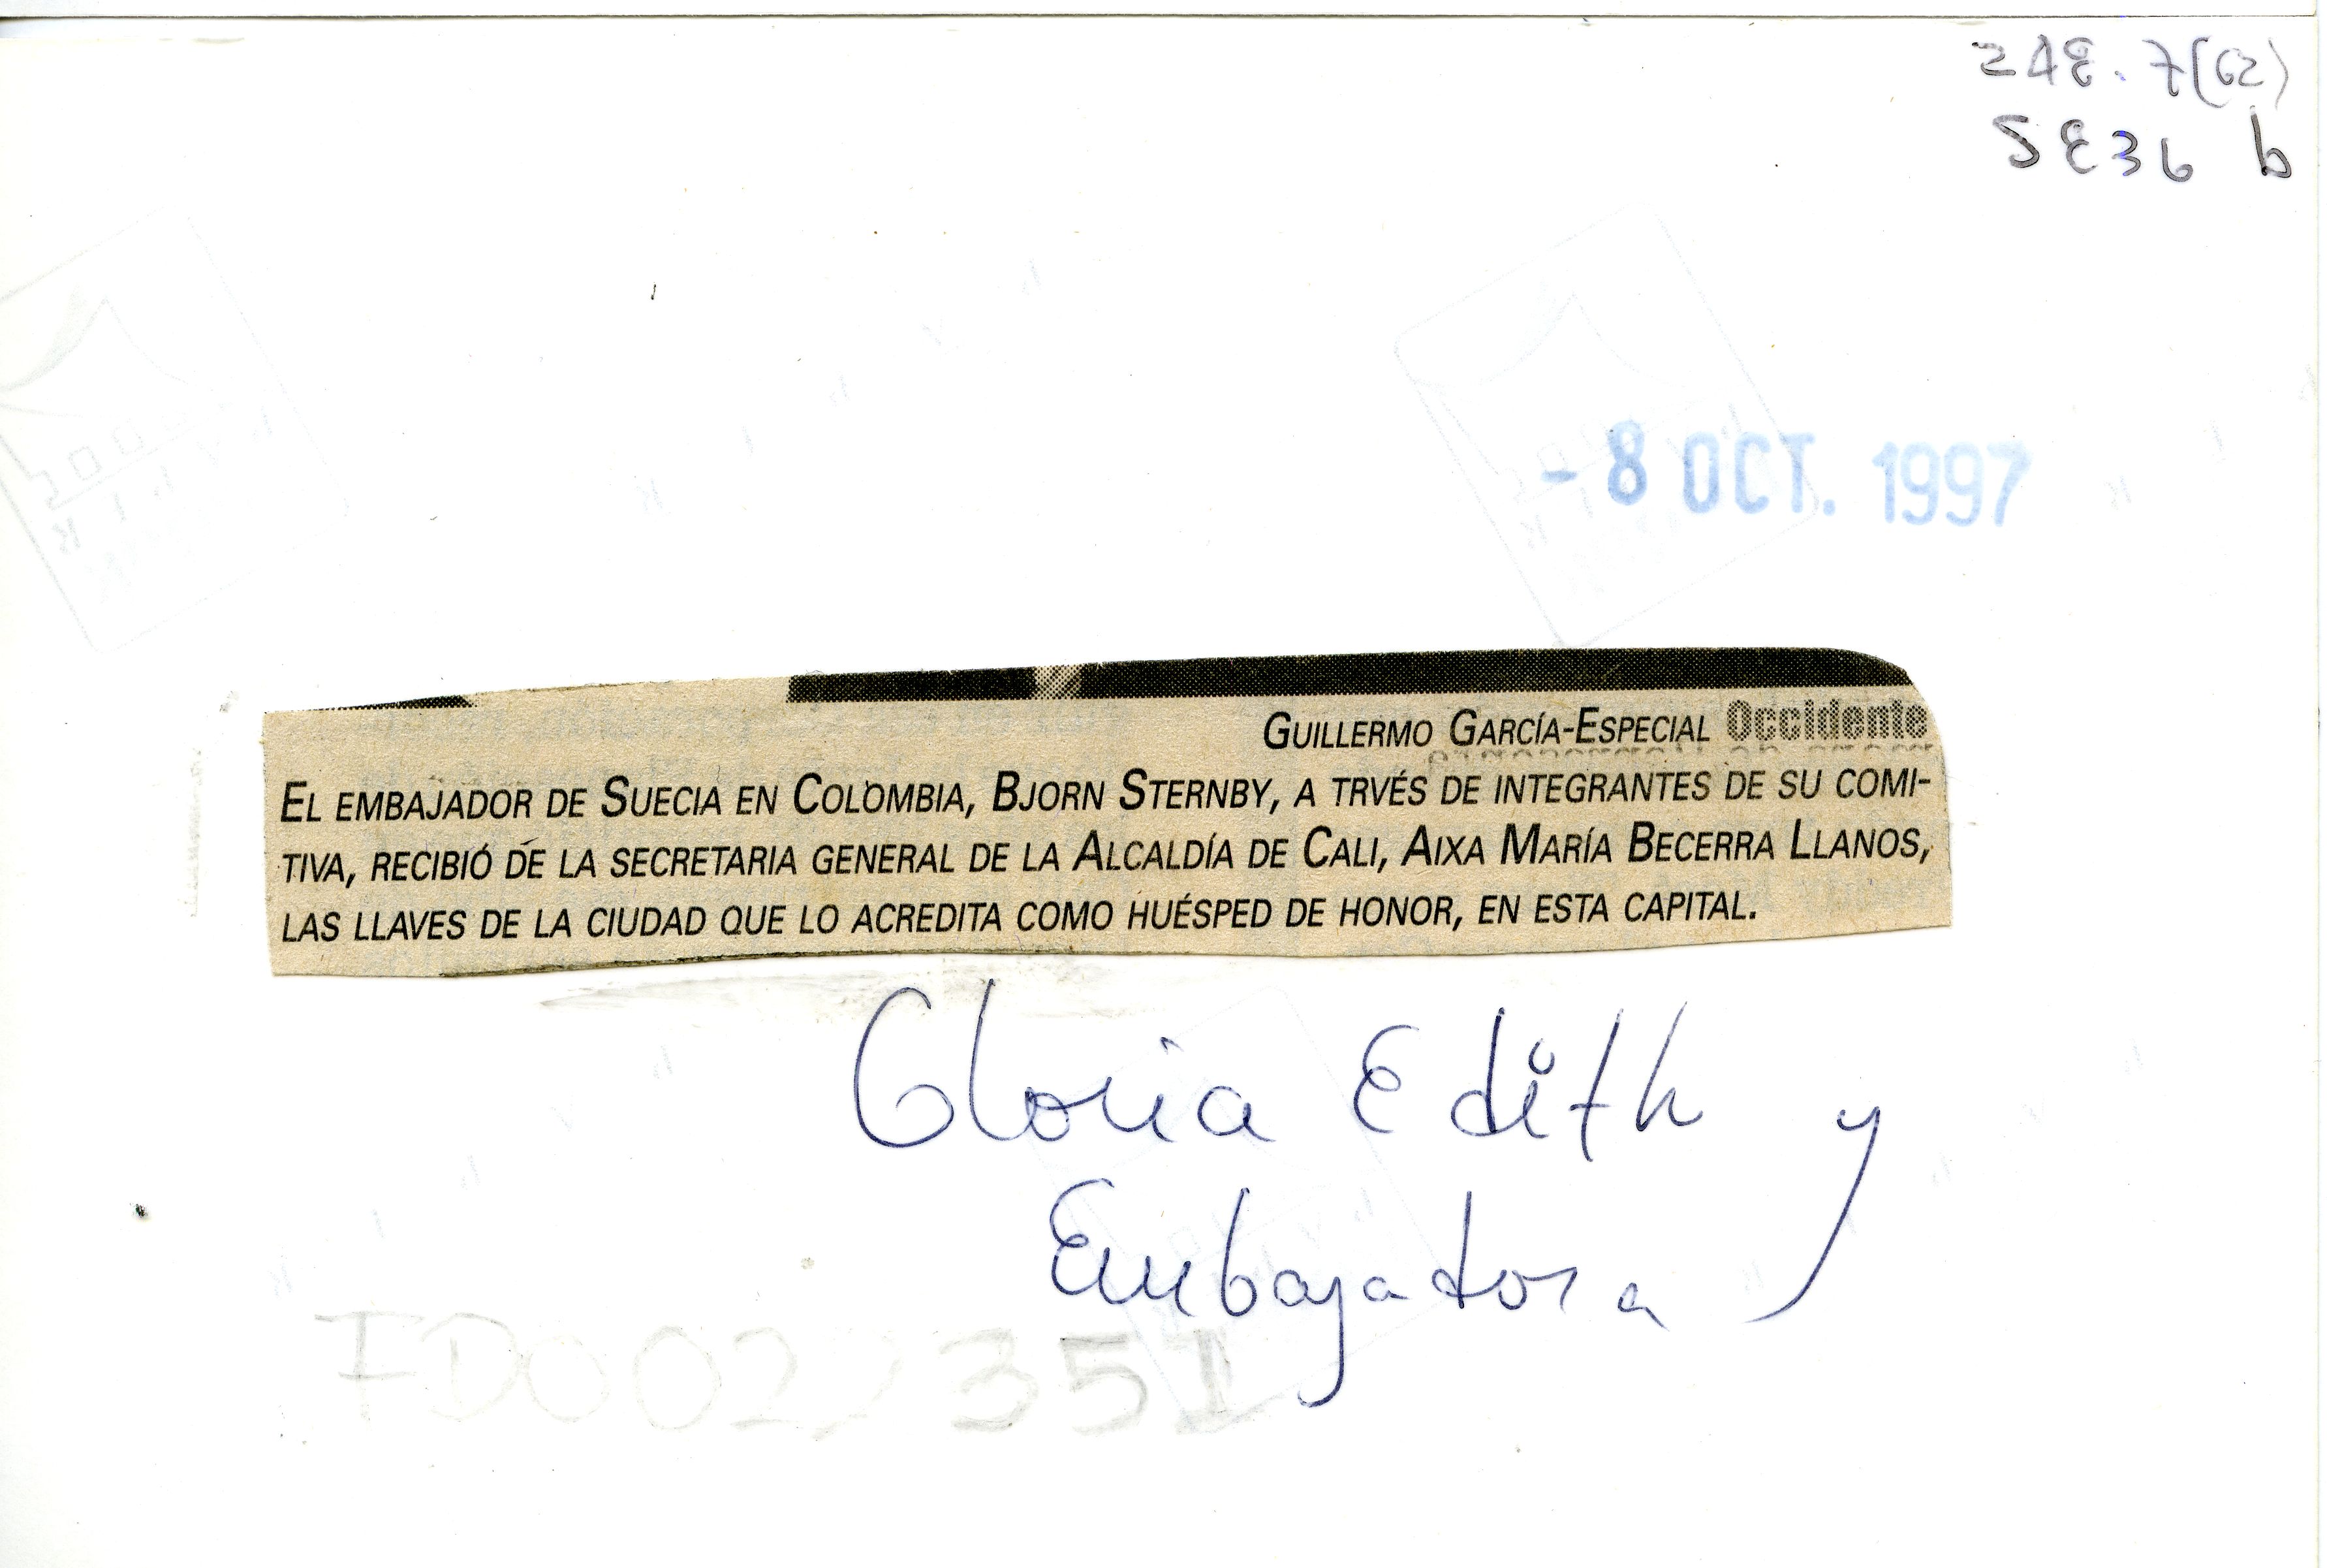 248.7(62)
SE36 b
- 8 OCT. 1997
GUILLERMO GARCÍA-ESPECIAL Occidente
EL EMBAJADOR DE SUECIA EN COLOMBIA, BJORN STERNBY, A TRVÉS DE INTEGRANTES DE SU COMI-
TIVA, RECIBIÓ DE LA SECRETARIA GENERAL DE LA ALCALDÍA DE CALI, AIXA MARÍA BECERRA LLANOS,
LAS LLAVES DE LA CIUDAD QUE LO ACREDITA COMO HUÉSPED DE HONOR, EN ESTA CAPITAL.
Gloria Edith y
Embajadora